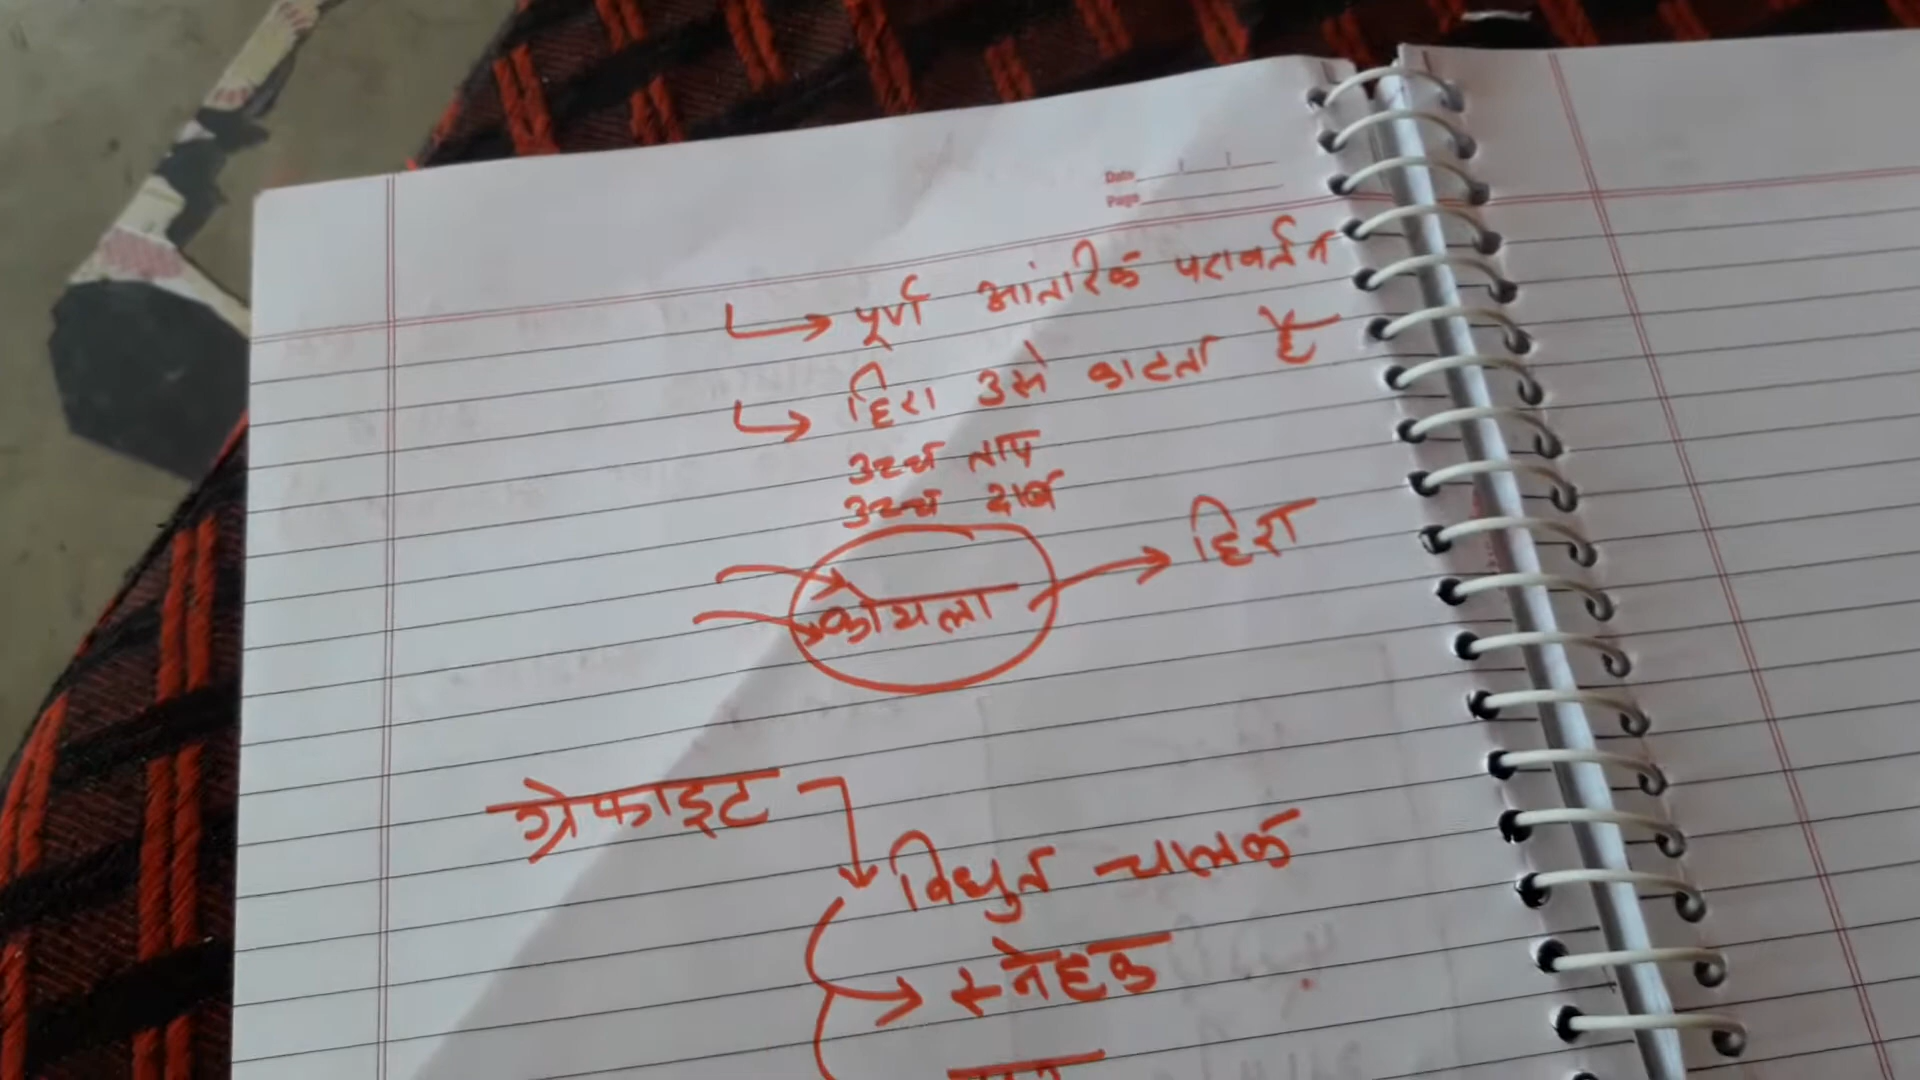 Date
Page
पूर्ण आंतरिक परावर्तन
हिरा उसे काटता है
उच्च ताप
उच्च दाब
कोयला
हिरा
ग्रेफाइट
विधुत चालक
स्नेहक